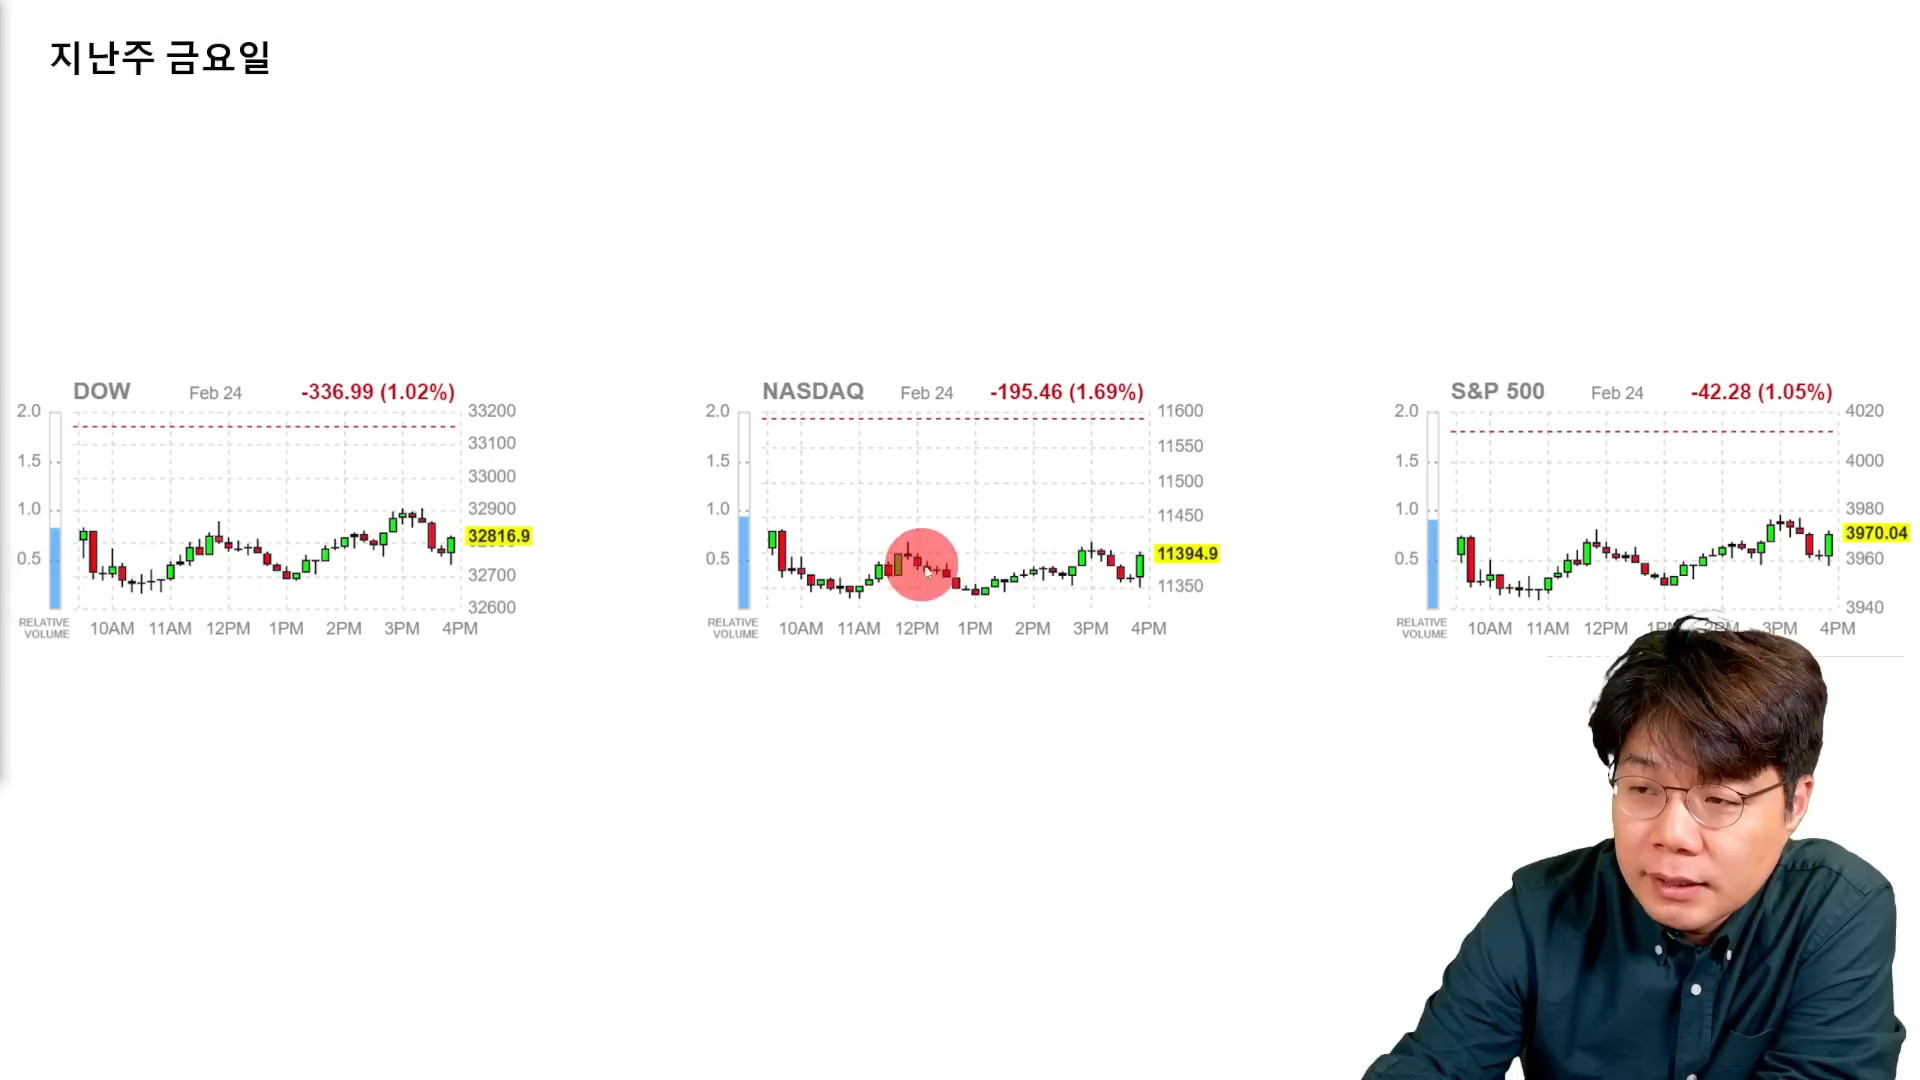 지난주 금요일
DOW Feb 24 -336.99 (1.02%)
2.0 33200
33100
1.5 33000
1.0 32900
32816.9
0.5
32700
32600
RELATIVE
VOLUME 10AM 11AM 12PM 1PM 2PM 3PM 4PM
NASDAQ Feb 24 -195.46 (1.69%)
2.0 11600
11550
1.5 11500
1.0 11450
11394.9
0.5
11350
RELATIVE
VOLUME 10AM 11AM 12PM 1PM 2PM 3PM 4PM
S&P 500 Feb 24 -42.28 (1.05%)
2.0 4020
1.5 4000
1.0 3980
3970.04
0.5 3960
3940
RELATIVE
VOLUME 10AM 11AM 12PM 1PM 2PM 3PM 4PM